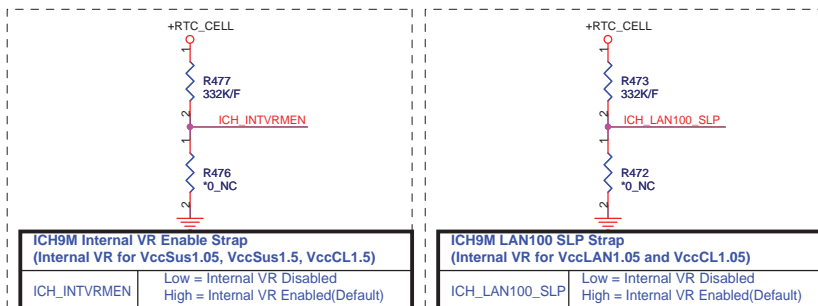 +RTC_CELL
1
R477
332K/F
2
ICH_INTVRMEN
1
R476
*0_NC
2
ICH9M Internal VR Enable Strap
(Internal VR for VccSus1.05, VccSus1.5, VccCL1.5)
ICH_INTVRMEN
Low = Internal VR Disabled
High = Internal VR Enabled(Default)
+RTC_CELL
1
R473
332K/F
2
ICH_LAN100_SLP
1
R472
*0_NC
2
ICH9M LAN100 SLP Strap
(Internal VR for VccLAN1.05 and VccCL1.05)
ICH_LAN100_SLP
Low = Internal VR Disabled
High = Internal VR Enabled(Default)